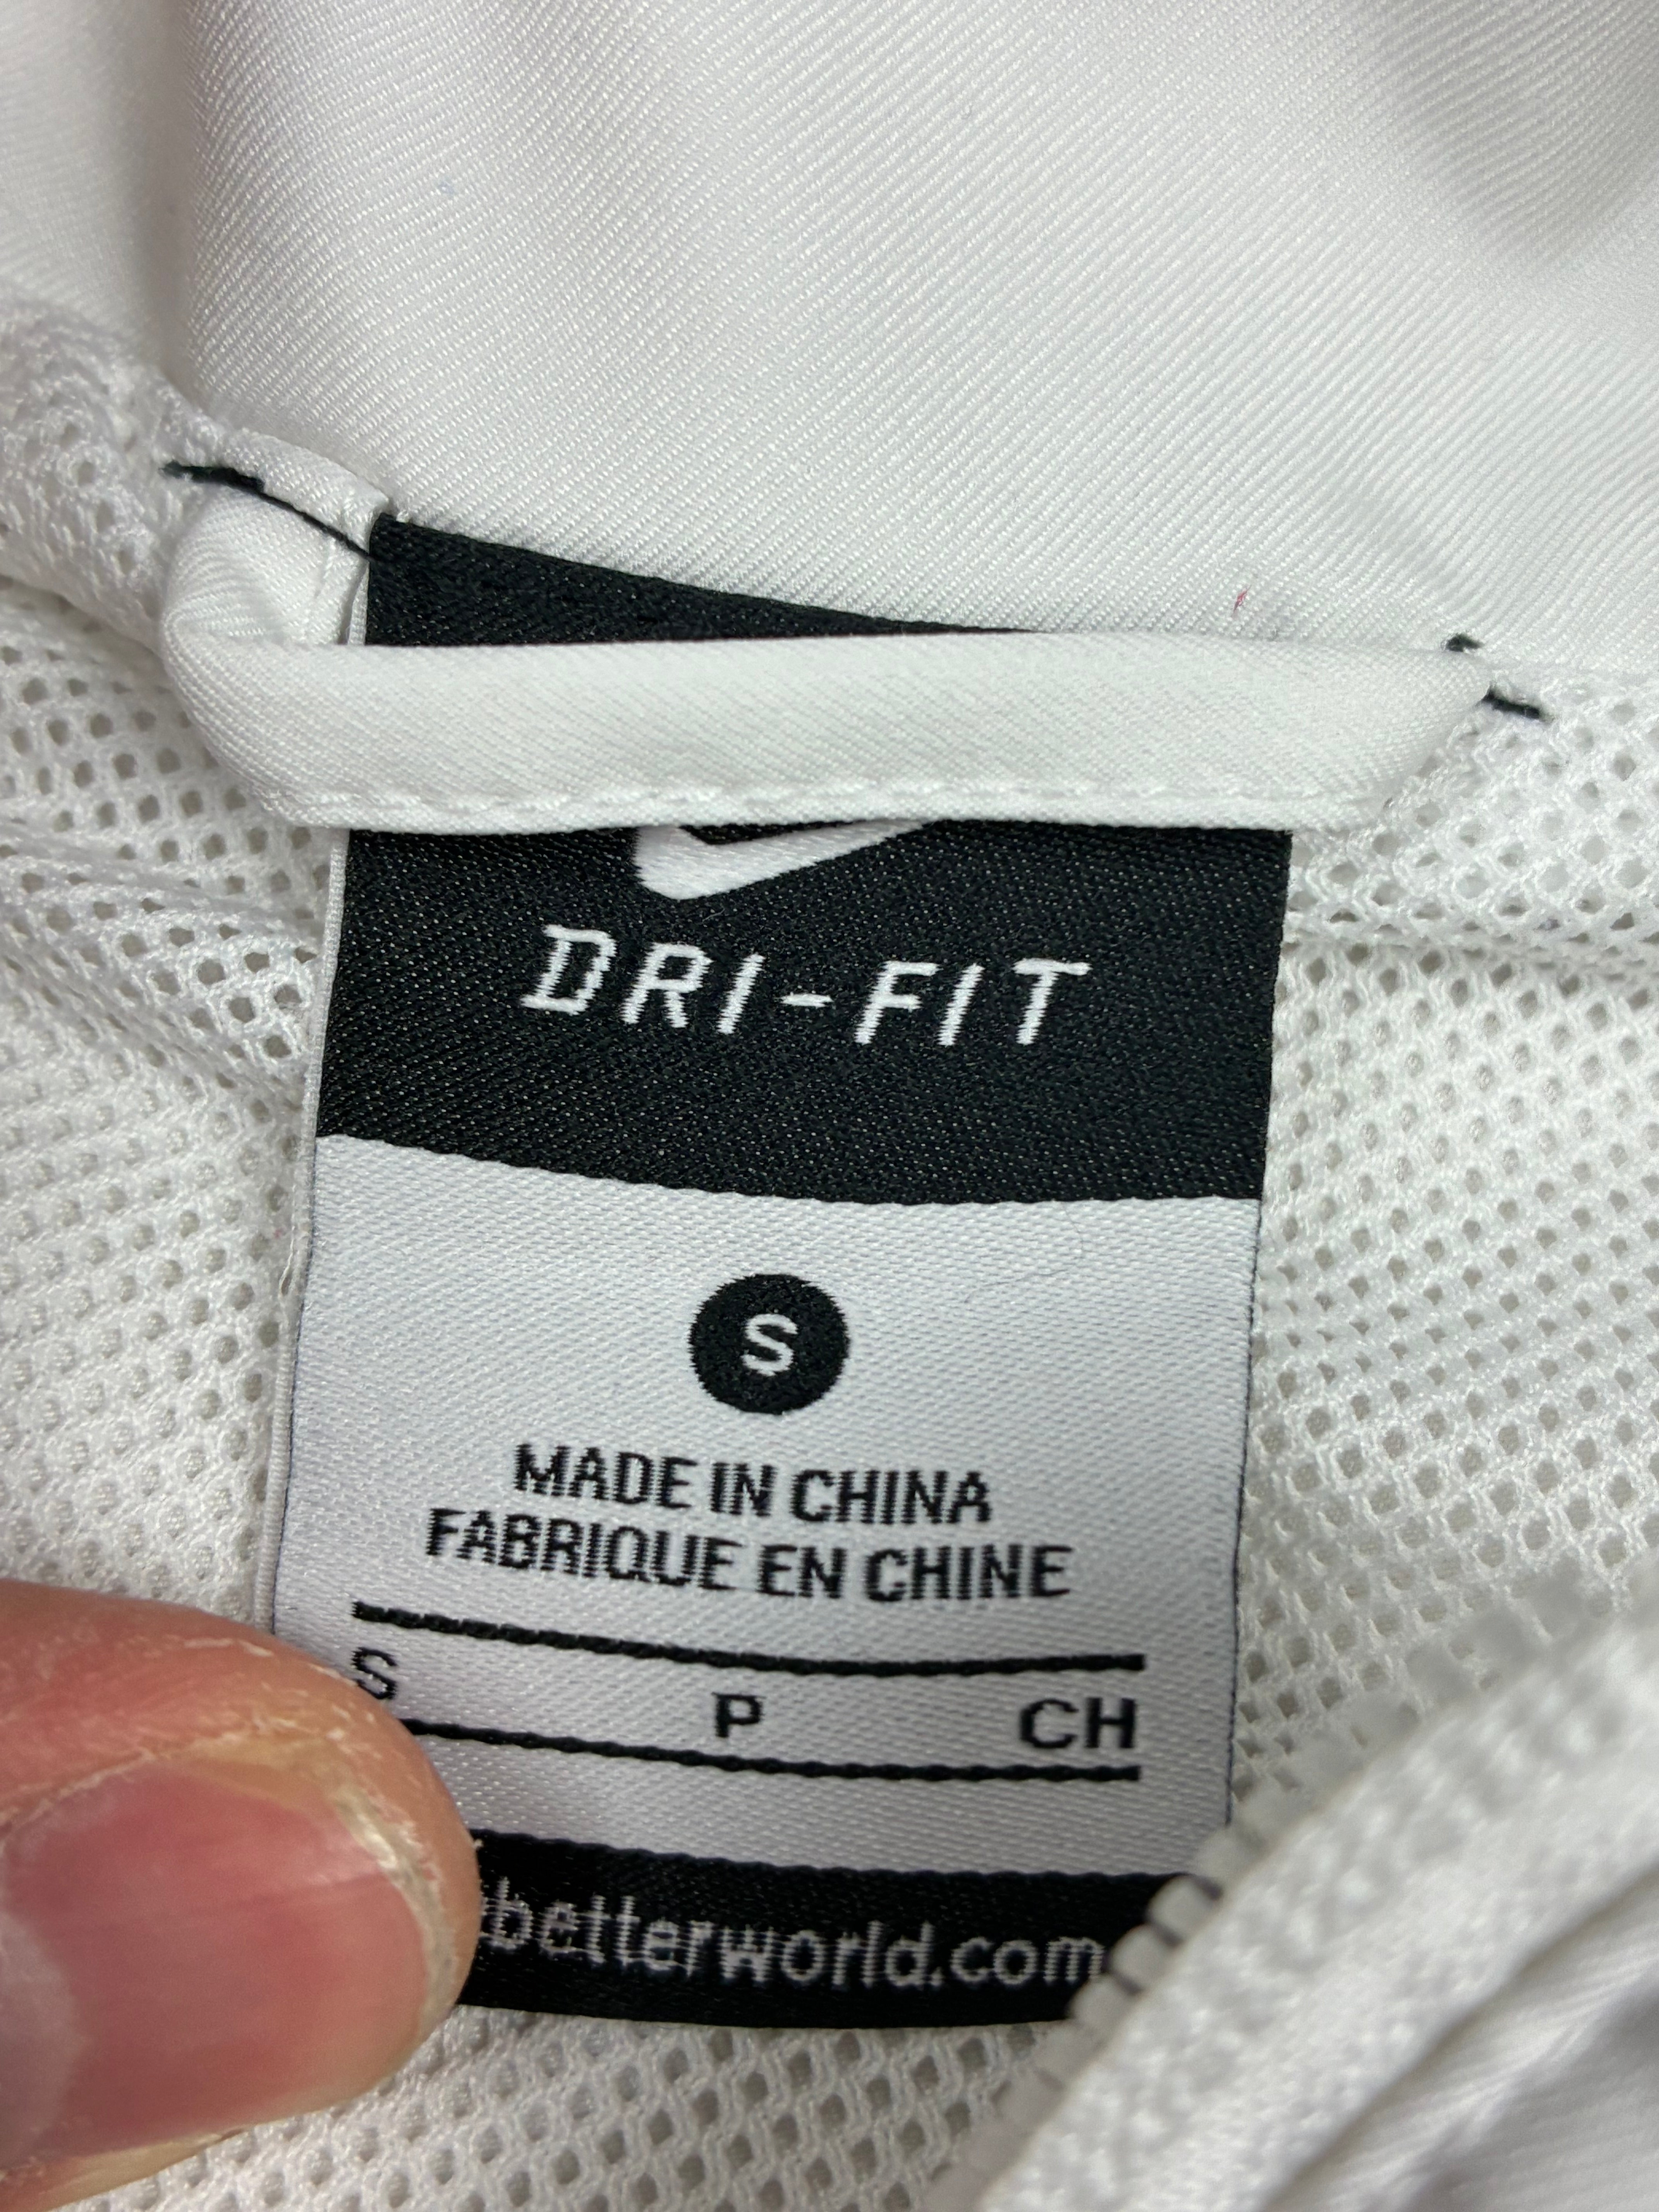 DRI-FIT
S
MADE IN CHINA
FABRIQUE EN CHINE
S P CH
betterworld.com